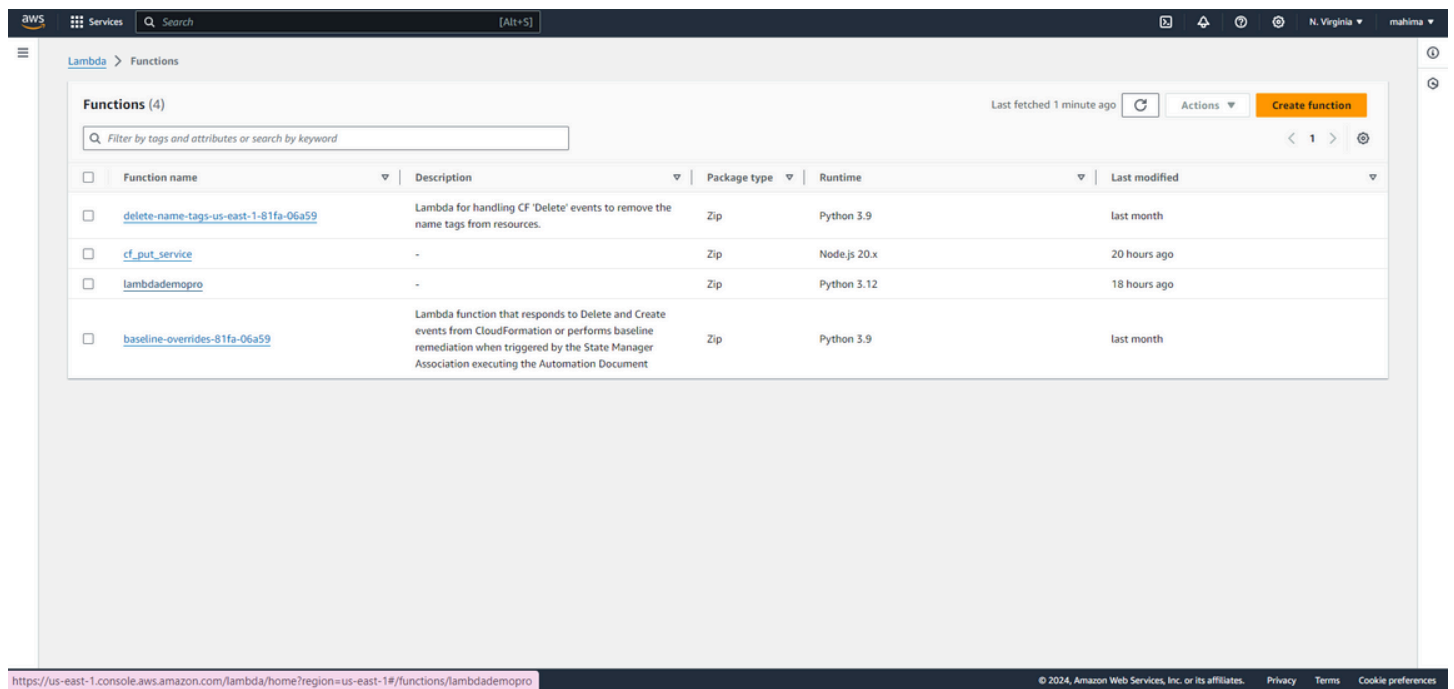 aws Services Search [Alt+S] N. Virginia mahima
Lambda > Functions
Functions (4) Last fetched 1 minute ago Actions Create function
Filter by tags and attributes or search by keyword 1
Function name Description Package type Runtime Last modified
delete-name-tags-us-east-1-81fa-06a59 Lambda for handling CF 'Delete' events to remove the
name tags from resources. Zip Python 3.9 last month
cf_put_service - Zip Node.js 20.x 20 hours ago
lambdademopro - Zip Python 3.12 18 hours ago
Lambda function that responds to Delete and Create
events from CloudFormation or performs baseline
baseline-overrides-81fa-06a59 remediation when triggered by the State Manager Zip Python 3.9 last month
Association executing the Automation Document
https://us-east-1.console.aws.amazon.com/lambda/home?region=us-east-1#/functions/lambdademopro © 2024, Amazon Web Services, Inc. or its affiliates. Privacy Terms Cookie preferences